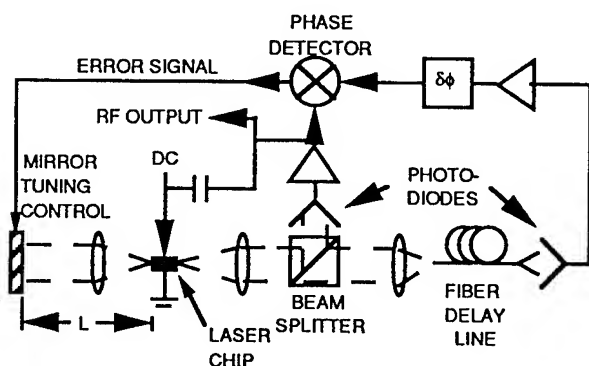 PHASE
DETECTOR
ERROR SIGNAL
δϕ
RF OUTPUT
DC
MIRROR
TUNING
CONTROL
PHOTO-
DIODES
L
LASER
CHIP
BEAM
SPLITTER
FIBER
DELAY
LINE